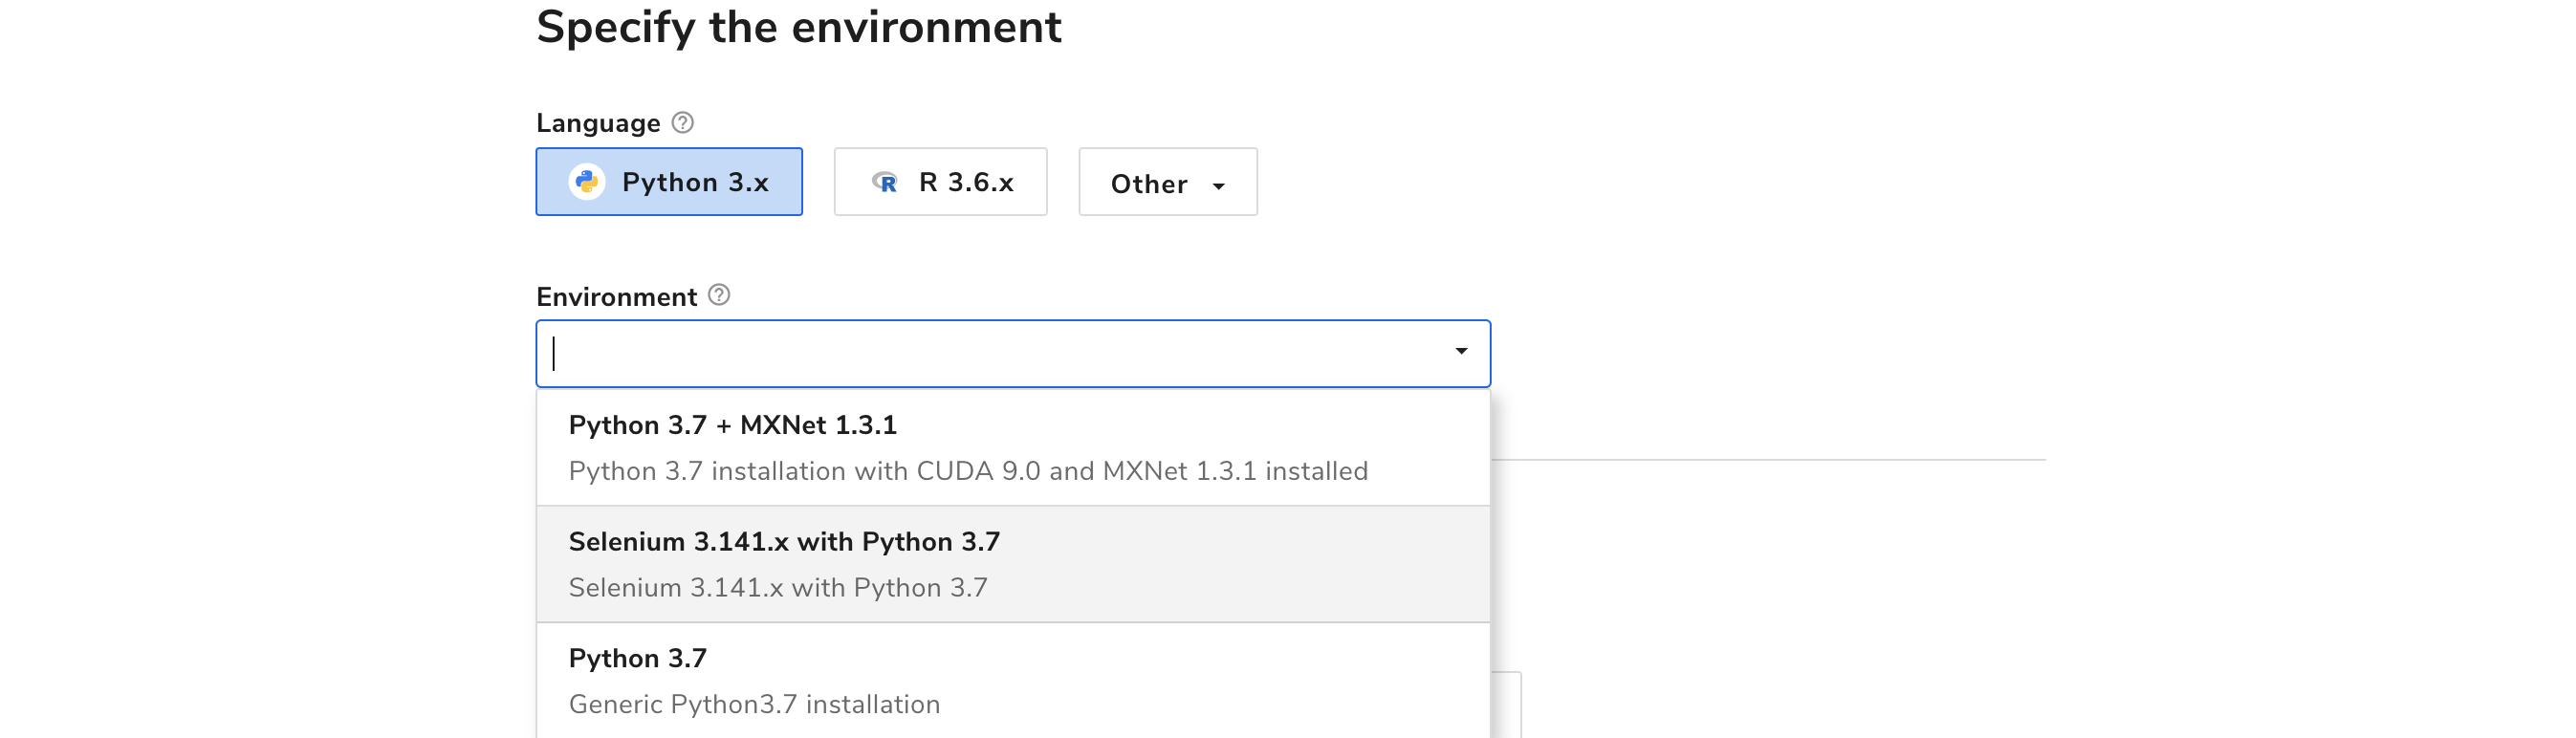 Specify the environment
Language ?
Python 3.x R R 3.6.x Other
Environment ?
Python 3.7 + MXNet 1.3.1
Python 3.7 installation with CUDA 9.0 and MXNet 1.3.1 installed
Selenium 3.141.x with Python 3.7
Selenium 3.141.x with Python 3.7
Python 3.7
Generic Python3.7 installation